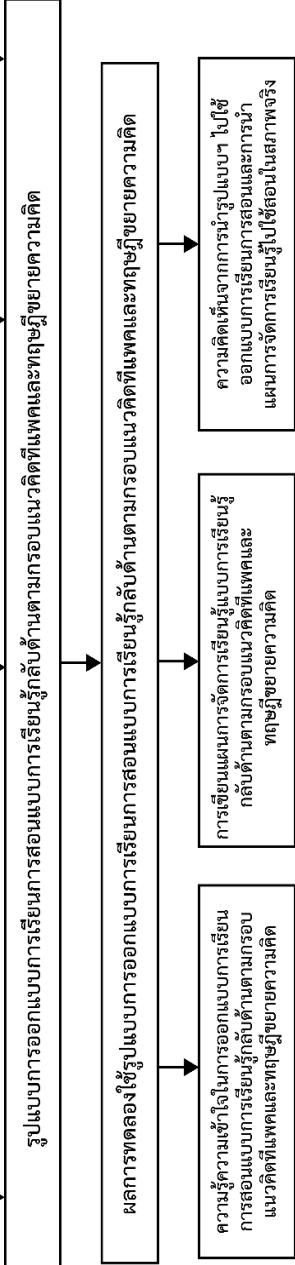 รูปแบบการออกแบบการเรียนการสอนแบบการเรียนรู้กลับด้านตามกรอบแนวคิดทีแพคและทฤษฎีขยายความคิด
ผลการทดลองใช้รูปแบบการออกแบบการเรียนการสอนแบบการเรียนรู้กลับด้านตามกรอบแนวคิดทีแพคและทฤษฎีขยายความคิด
ความรู้ความเข้าใจในการออกแบบการเรียน
การสอนแบบการเรียนรู้กลับด้านตามกรอบ
แนวคิดทีแพคและทฤษฎีขยายความคิด
การเขียนแผนการจัดการเรียนรู้แบบการเรียนรู้
กลับด้านตามกรอบแนวคิดทีแพคและ
ทฤษฎีขยายความคิด
ความคิดเห็นจากการนำรูปแบบฯ ไปใช้
ออกแบบการเรียนการสอนและการนำ
แผนการจัดการเรียนรู้ไปใช้สอนในสภาพจริง